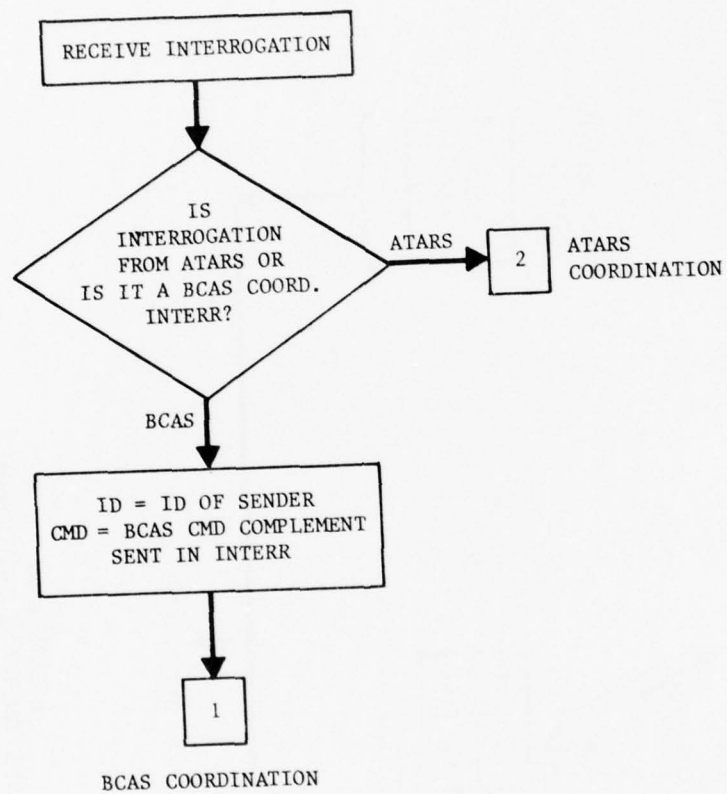 RECEIVE INTERROGATION
IS
INTERROGATION
FROM ATARS OR
IS IT A BCAS COORD.
INTERR?
ATARS
2
ATARS
COORDINATION
BCAS
ID = ID OF SENDER
CMD = BCAS CMD COMPLEMENT
SENT IN INTERR
1
BCAS COORDINATION